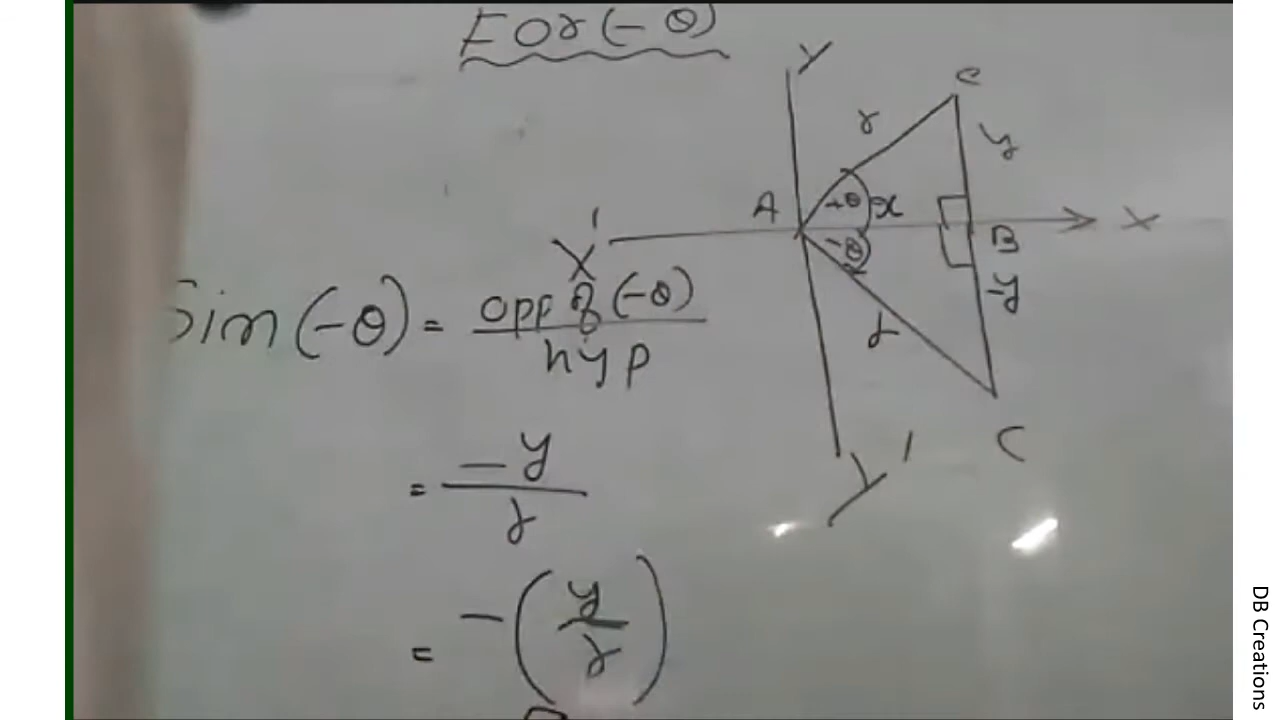 For (-θ)
Y
C
r
y
A
+θ
x
X'
-θ
B
X
-y
r
C
Y'
Sin(-θ) = opp of (-θ) / hyp
= -y / r
= -(y / r)
DB Creations